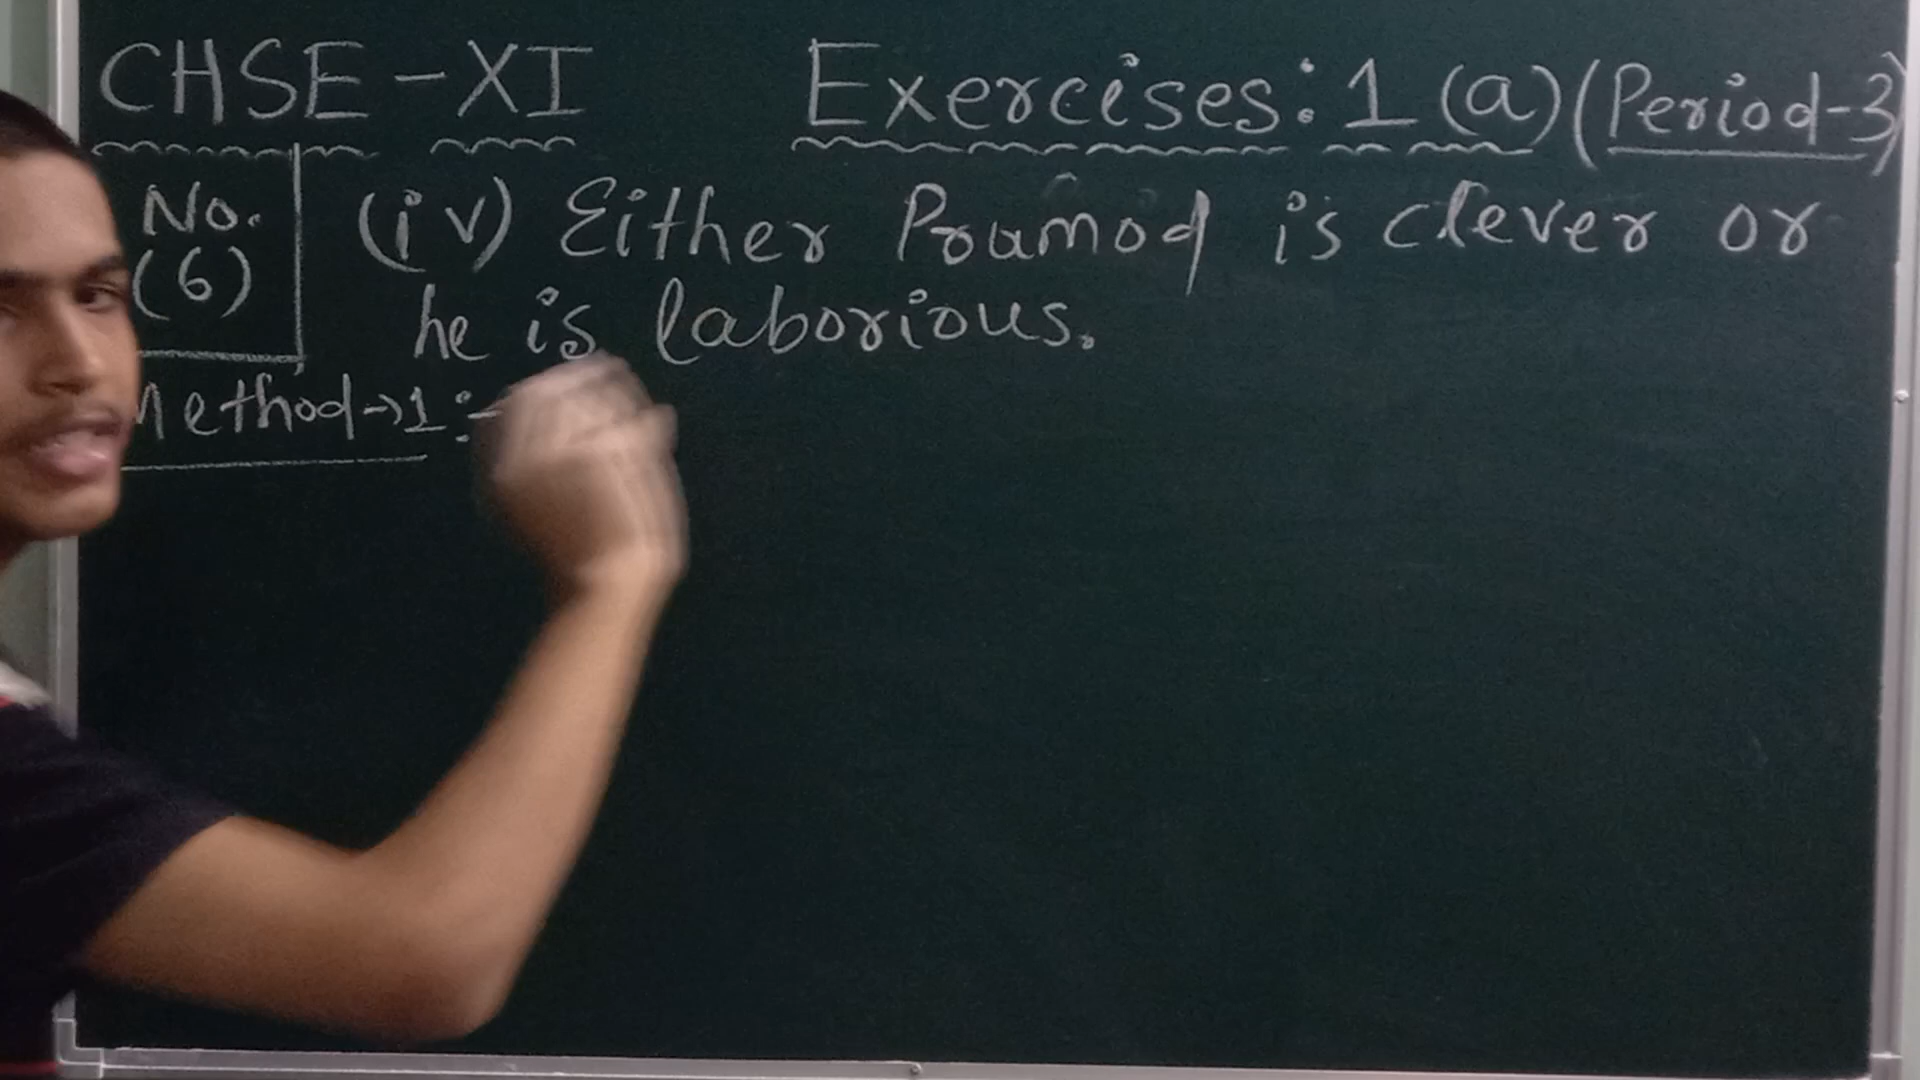 CHSE-XI Exercises: 1 (a) (Period-3)
No. (6)
(iv) Either Pramod is clever or
he is laborious.
Method→1:-